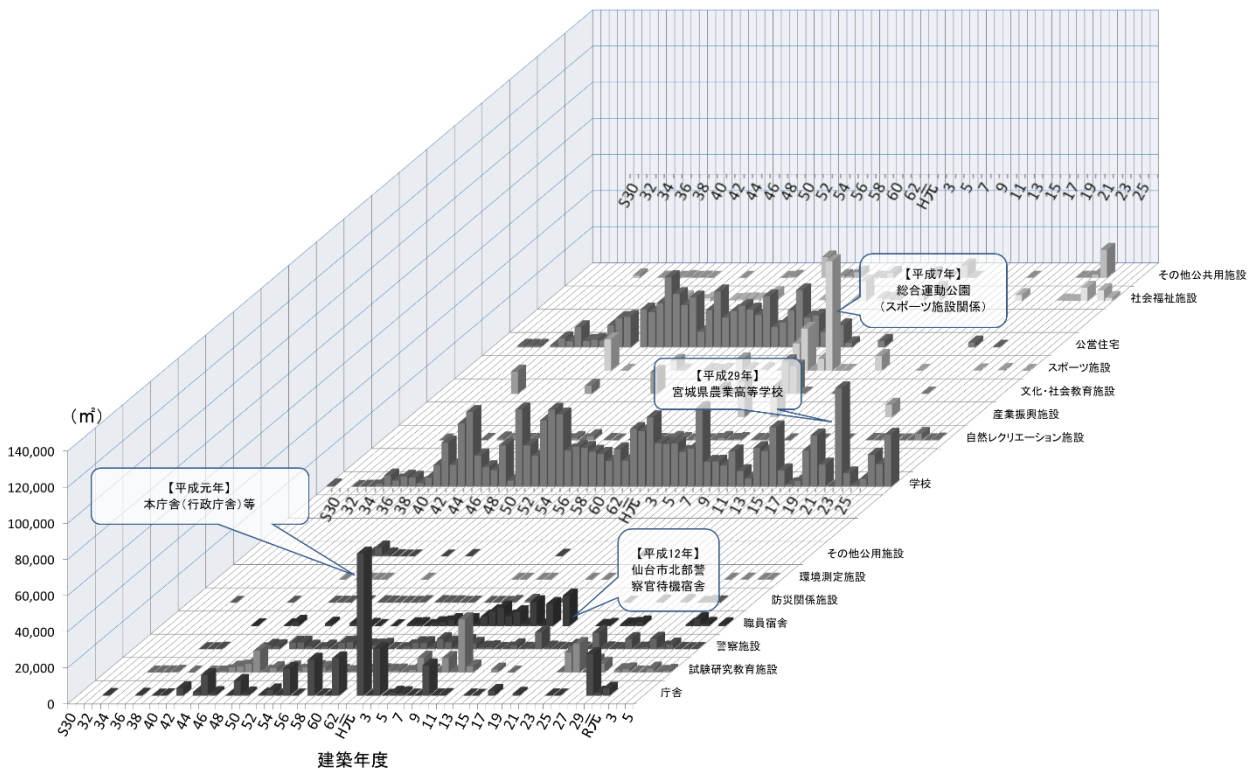 S30
32
34
36
38
40
42
44
46
48
50
52
54
56
58
60
62
H元
3
5
7
9
11
13
15
17
19
21
23
25
その他公共用施設
【平成7年】
総合運動公園
(スポーツ施設関係)
社会福祉施設
公営住宅
スポーツ施設
【平成29年】
宮城県農業高等学校
文化・社会教育施設
産業振興施設
自然レクリエーション施設
学校
(㎡)
140,000
120,000
100,000
80,000
60,000
40,000
20,000
0
【平成元年】
本庁舎(行政庁舎)等
S30
32
34
36
38
40
42
44
46
48
50
52
54
56
58
60
62
H元
3
5
7
9
11
13
15
17
19
21
23
25
その他公用施設
【平成12年】
仙台市北部警
察官待機宿舎
環境測定施設
防災関係施設
職員宿舎
警察施設
試験研究教育施設
庁舎
S30
32
34
36
38
40
42
44
46
48
50
52
54
56
58
60
62
H元
3
5
7
9
11
13
15
17
19
21
23
25
27
29
R元
3
5
建築年度